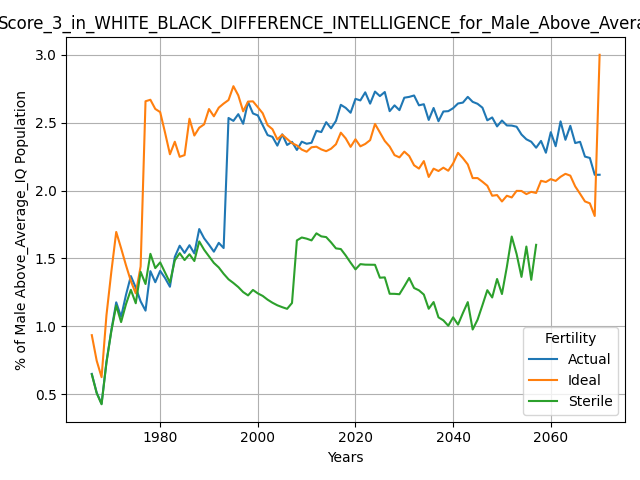 Score_3_in_WHITE_BLACK_DIFFERENCE_INTELLIGENCE_for_Male_Above_Avera
% of Male Above_Average_IQ Population
3.0
2.5
2.0
1.5
1.0
0.5
Fertility
Actual
Ideal
Sterile
1980 2000 2020 2040 2060
Years